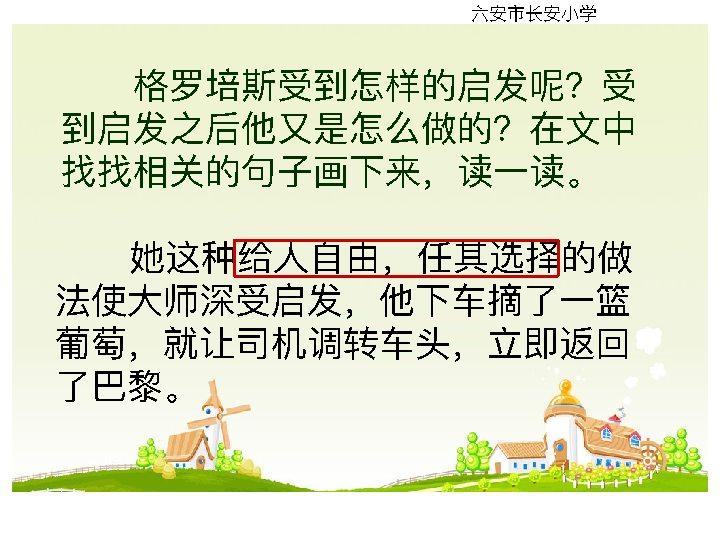 六安市长安小学
格罗培斯受到怎样的启发呢？受
到启发之后他又是怎么做的？在文中
找找相关的句子画下来，读一读。
她这种给人自由，任其选择的做
法使大师深受启发，他下车摘了一篮
葡萄，就让司机调转车头，立即返回
了巴黎。